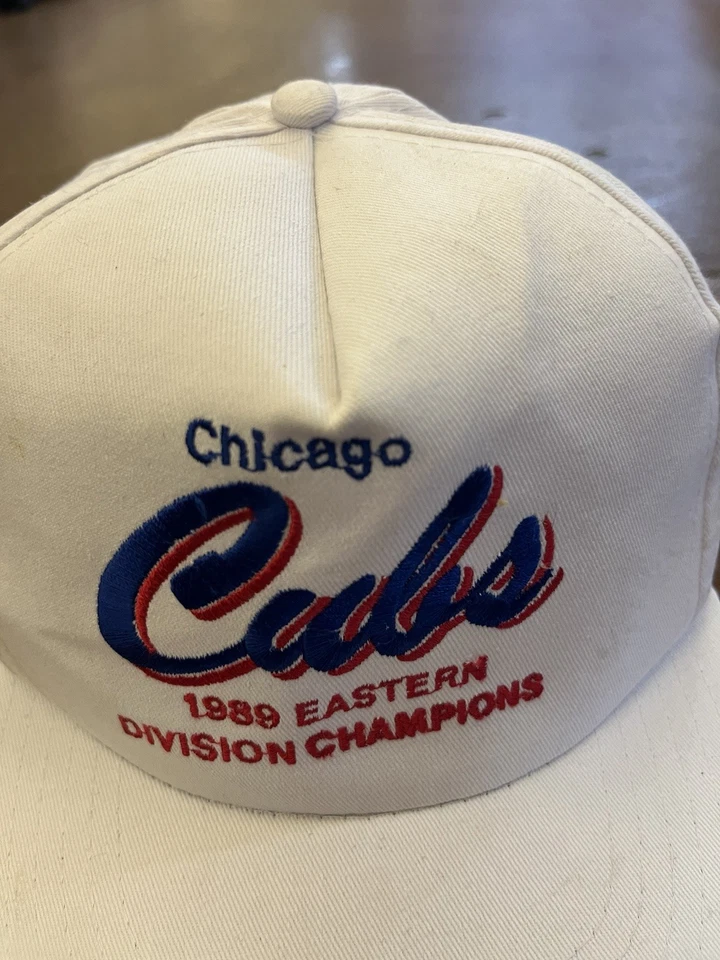 Chicago
Cubs
1989 EASTERN
DIVISION CHAMPIONS